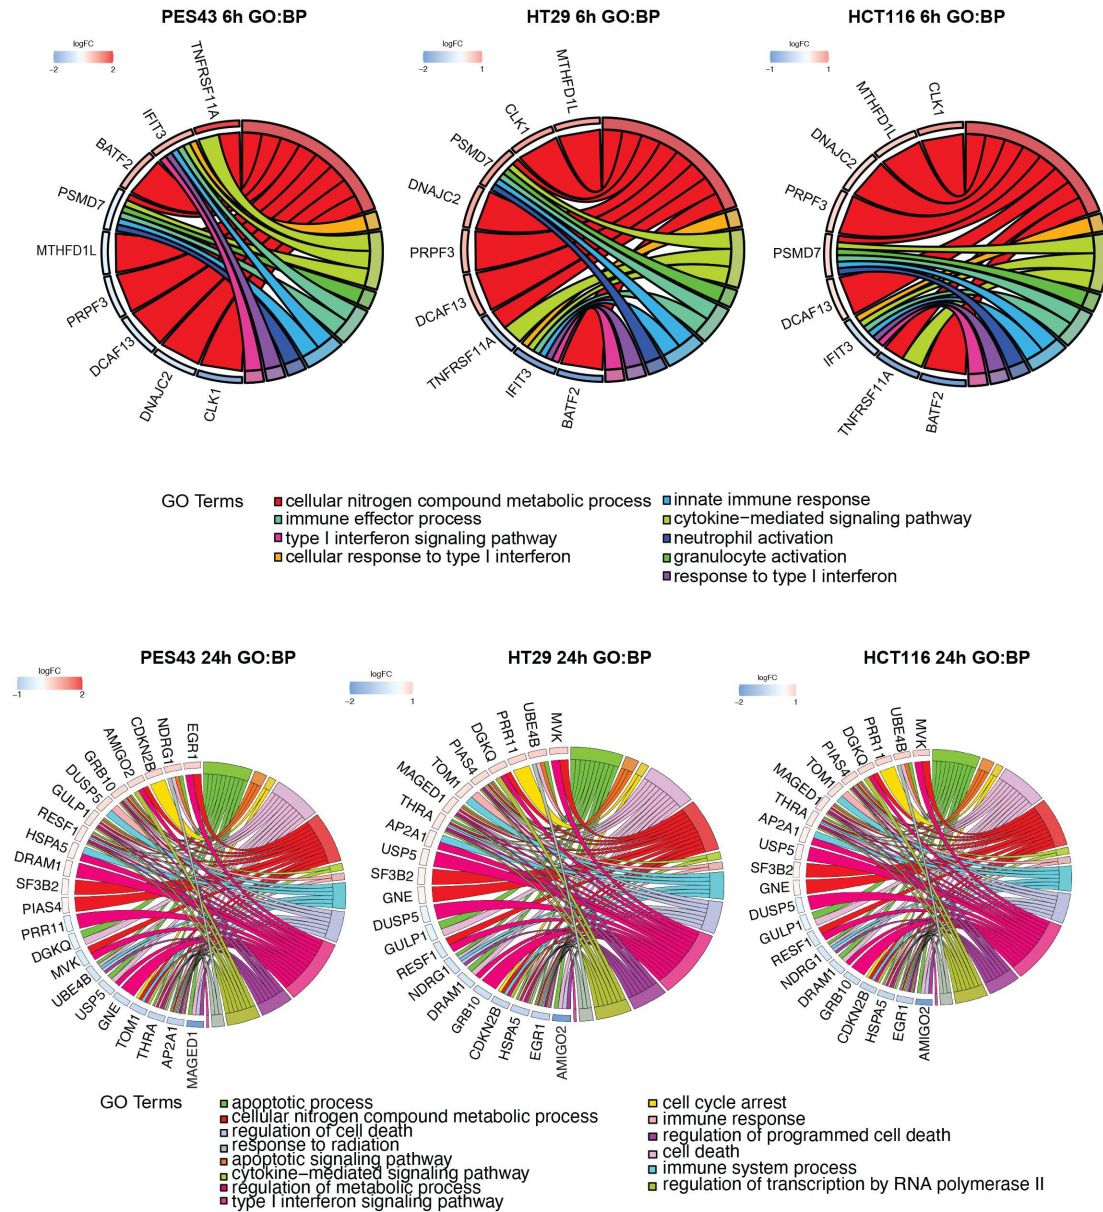 PES43 6h GO:BP
HT29 6h GO:BP
HCT116 6h GO:BP
logFC
−2
2
logFC
−2
1
logFC
−1
1
TNFRSF11A
IFIT3
BATF2
PSMD7
MTHFD1L
PRPF3
DCAF13
DNAJC2
CLK1
MTHFD1L
CLK1
PSMD7
DNAJC2
PRPF3
DCAF13
TNFRSF11A
IFIT3
BATF2
CLK1
MTHFD1L
DNAJC2
PRPF3
PSMD7
DCAF13
IFIT3
TNFRSF11A
BATF2
GO Terms
cellular nitrogen compound metabolic process
immune effector process
type I interferon signaling pathway
cellular response to type I interferon
innate immune response
cytokine−mediated signaling pathway
neutrophil activation
granulocyte activation
response to type I interferon
PES43 24h GO:BP
HT29 24h GO:BP
HCT116 24h GO:BP
logFC
−1
2
logFC
−2
1
logFC
−2
1
EGR1
NDRG1
CDKN2B
AMIGO2
GRB10
DUSP5
GULP1
RESF1
HSPA5
DRAM1
SF3B2
PIAS4
PRR11
DGKQ
MVK
UBE4B
USP5
GNE
TOM1
THRA
AP2A1
MAGED1
MVK
UBE4B
PRR11
DGKQ
PIAS4
TOM1
MAGED1
THRA
AP2A1
USP5
SF3B2
GNE
DUSP5
GULP1
RESF1
NDRG1
DRAM1
GRB10
CDKN2B
HSPA5
EGR1
AMIGO2
MVK
UBE4B
PRR11
DGKQ
PIAS4
TOM1
MAGED1
THRA
AP2A1
USP5
SF3B2
GNE
DUSP5
GULP1
RESF1
NDRG1
DRAM1
GRB10
CDKN2B
HSPA5
EGR1
AMIGO2
GO Terms
apoptotic process
cellular nitrogen compound metabolic process
regulation of cell death
response to radiation
apoptotic signaling pathway
cytokine−mediated signaling pathway
regulation of metabolic process
type I interferon signaling pathway
cell cycle arrest
immune response
regulation of programmed cell death
cell death
immune system process
regulation of transcription by RNA polymerase II